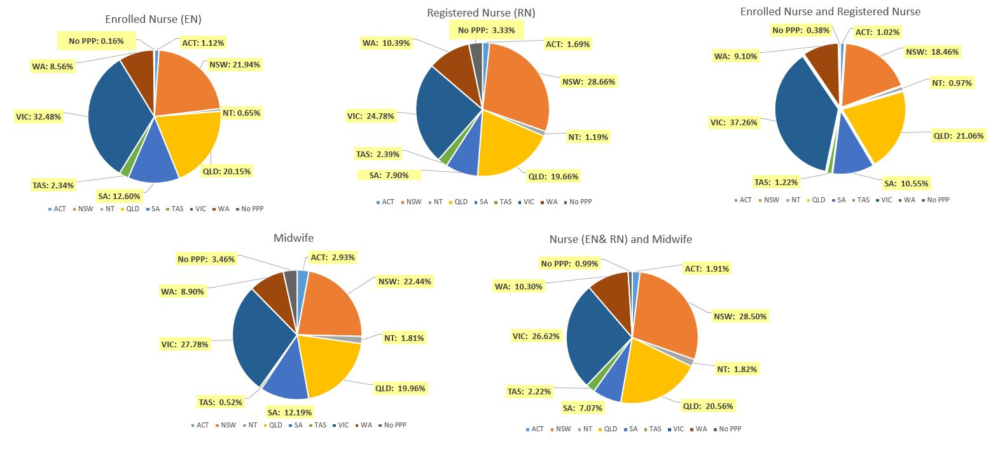 Enrolled Nurse (EN)
No PPP: 0.16%
ACT: 1.12%
WA: 8.56%
NSW: 21.94%
VIC: 32.48%
NT: 0.65%
QLD: 20.15%
TAS: 2.34%
SA: 12.60%
ACT NSW NT QLD SA TAS VIC WA No PPP
Registered Nurse (RN)
No PPP: 3.33%
WA: 10.39%
ACT: 1.69%
NSW: 28.66%
VIC: 24.78%
NT: 1.19%
TAS: 2.39%
SA: 7.90%
QLD: 19.66%
ACT NSW NT QLD SA TAS VIC WA No PPP
Enrolled Nurse and Registered Nurse
No PPP: 0.38%
ACT: 1.02%
WA: 9.10%
NSW: 18.46%
NT: 0.97%
VIC: 37.26%
QLD: 21.06%
TAS: 1.22%
SA: 10.55%
ACT NSW NT QLD SA TAS VIC WA No PPP
Midwife
No PPP: 3.46%
ACT: 2.93%
NSW: 22.44%
WA: 8.90%
NT: 1.81%
VIC: 27.78%
QLD: 19.96%
TAS: 0.52%
SA: 12.19%
ACT NSW NT QLD SA TAS VIC WA No PPP
Nurse (EN& RN) and Midwife
No PPP: 0.99%
ACT: 1.91%
WA: 10.30%
NSW: 28.50%
VIC: 26.62%
NT: 1.82%
TAS: 2.22%
SA: 7.07%
QLD: 20.56%
ACT NSW NT QLD SA TAS VIC WA No PPP